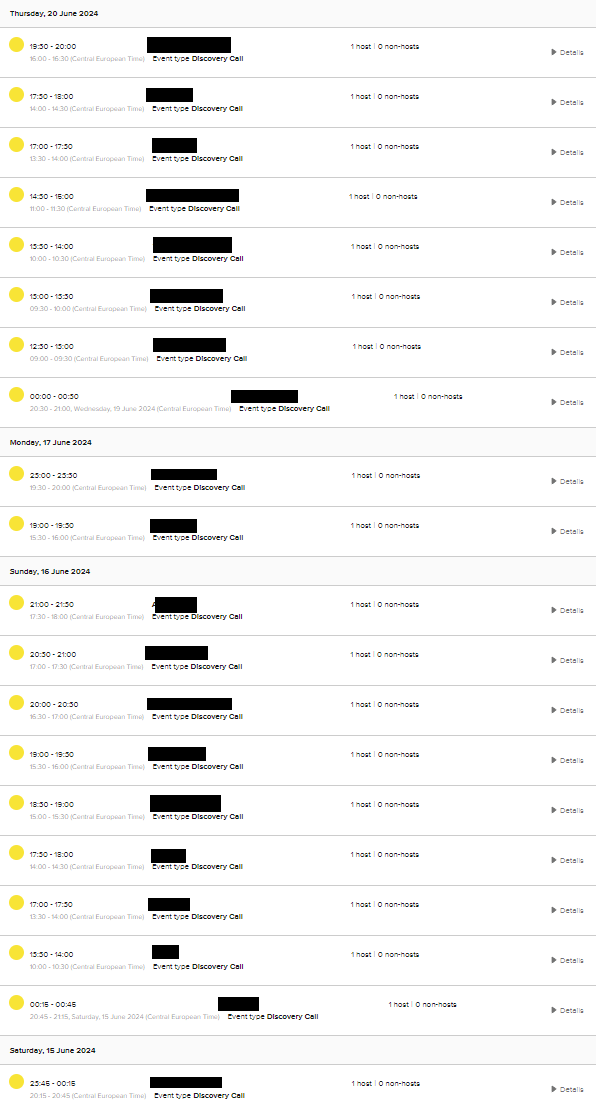 Thursday, 20 June 2024
19:30 - 20:00 1 host | 0 non-hosts
16:00 - 16:30 (Central European Time) Event type Discovery Call Details
17:30 - 18:00 1 host | 0 non-hosts
14:00 - 14:30 (Central European Time) Event type Discovery Call Details
17:00 - 17:30 1 host | 0 non-hosts
13:30 - 14:00 (Central European Time) Event type Discovery Call Details
14:30 - 15:00 1 host | 0 non-hosts
11:00 - 11:30 (Central European Time) Event type Discovery Call Details
13:30 - 14:00 1 host | 0 non-hosts
10:00 - 10:30 (Central European Time) Event type Discovery Call Details
13:00 - 13:30 1 host | 0 non-hosts
09:30 - 10:00 (Central European Time) Event type Discovery Call Details
12:30 - 13:00 1 host | 0 non-hosts
09:00 - 09:30 (Central European Time) Event type Discovery Call Details
00:00 - 00:30 1 host | 0 non-hosts
20:30 - 21:00, Wednesday, 19 June 2024 (Central European Time) Event type Discovery Call Details
Monday, 17 June 2024
23:00 - 23:30 1 host | 0 non-hosts
19:30 - 20:00 (Central European Time) Event type Discovery Call Details
19:00 - 19:30 1 host | 0 non-hosts
15:30 - 16:00 (Central European Time) Event type Discovery Call Details
Sunday, 16 June 2024
21:00 - 21:30 1 host | 0 non-hosts
17:30 - 18:00 (Central European Time) Event type Discovery Call Details
20:30 - 21:00 1 host | 0 non-hosts
17:00 - 17:30 (Central European Time) Event type Discovery Call Details
20:00 - 20:30 1 host | 0 non-hosts
16:30 - 17:00 (Central European Time) Event type Discovery Call Details
19:00 - 19:30 1 host | 0 non-hosts
15:30 - 16:00 (Central European Time) Event type Discovery Call Details
18:30 - 19:00 1 host | 0 non-hosts
15:00 - 15:30 (Central European Time) Event type Discovery Call Details
17:30 - 18:00 1 host | 0 non-hosts
14:00 - 14:30 (Central European Time) Event type Discovery Call Details
17:00 - 17:30 1 host | 0 non-hosts
13:30 - 14:00 (Central European Time) Event type Discovery Call Details
13:30 - 14:00 1 host | 0 non-hosts
10:00 - 10:30 (Central European Time) Event type Discovery Call Details
00:15 - 00:45 1 host | 0 non-hosts
20:45 - 21:15, Saturday, 15 June 2024 (Central European Time) Event type Discovery Call Details
Saturday, 15 June 2024
23:45 - 00:15 1 host | 0 non-hosts
20:15 - 20:45 (Central European Time) Event type Discovery Call Details